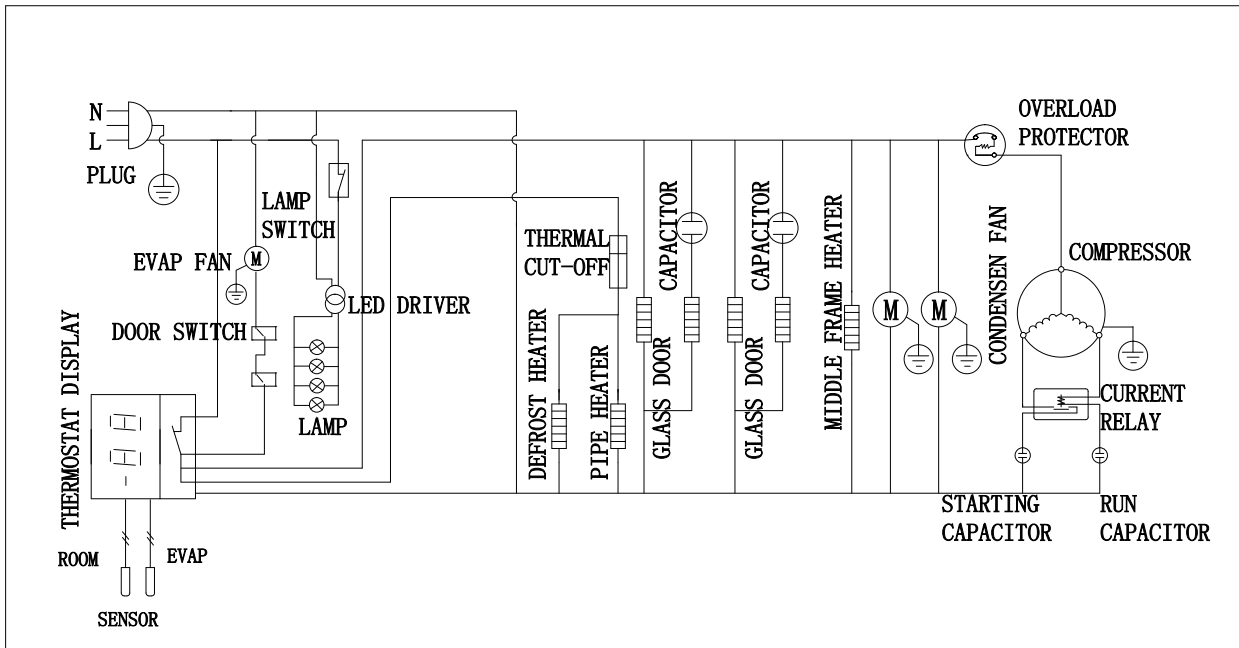 N
L
PLUG
LAMP
SWITCH
EVAP FAN
M
DOOR SWITCH
LED DRIVER
LAMP
THERMOSTAT DISPLAY
ROOM
EVAP
SENSOR
THERMAL
CUT-OFF
DEFROST HEATER
PIPE HEATER
GLASS DOOR
CAPACITOR
GLASS DOOR
CAPACITOR
MIDDLE FRAME HEATER
M
M
CONDENSEN FAN
OVERLOAD
PROTECTOR
COMPRESSOR
CURRENT
RELAY
STARTING
CAPACITOR
RUN
CAPACITOR